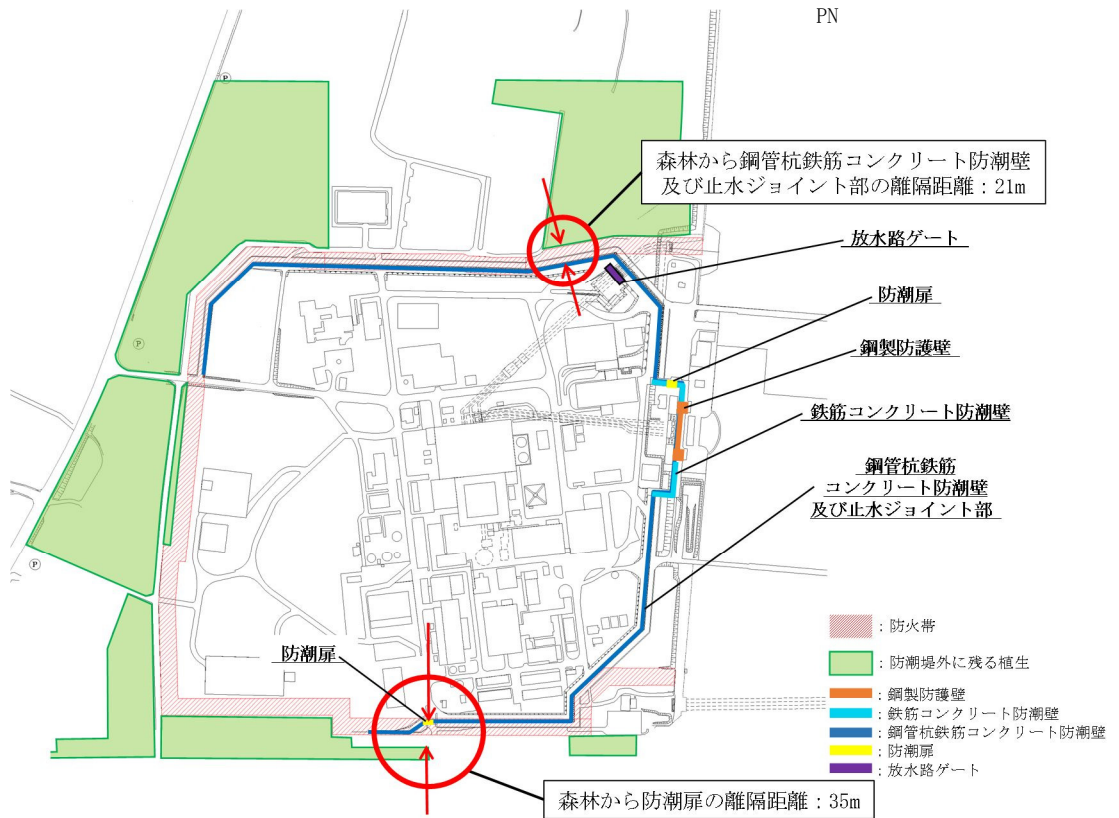 PN
P
森林から鋼管杭鉄筋コンクリート防潮壁
及び止水ジョイント部の離隔距離:21m
放水路ゲート
防潮扉
鋼製防護壁
鉄筋コンクリート防潮壁
鋼管杭鉄筋
コンクリート防潮壁
及び止水ジョイント部
P
P
防潮扉
:防火帯
:防潮堤外に残る植生
:鋼製防護壁
:鉄筋コンクリート防潮壁
:鋼管杭鉄筋コンクリート防潮壁
:防潮扉
:放水路ゲート
森林から防潮扉の離隔距離:35m